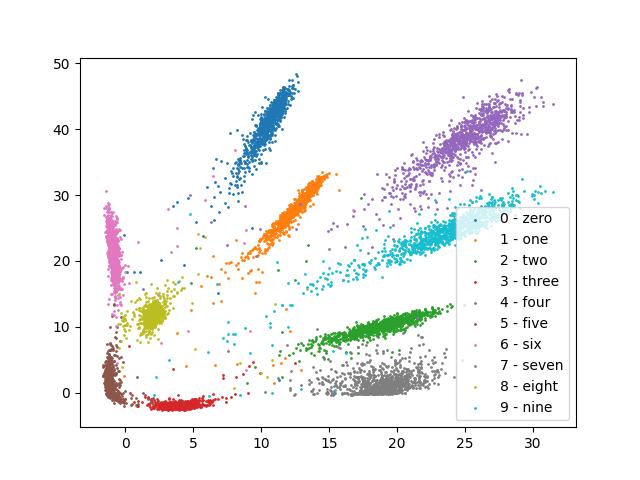 50
40
30
20
10
0
0 - zero
1 - one
2 - two
3 - three
4 - four
5 - five
6 - six
7 - seven
8 - eight
9 - nine
0 5 10 15 20 25 30